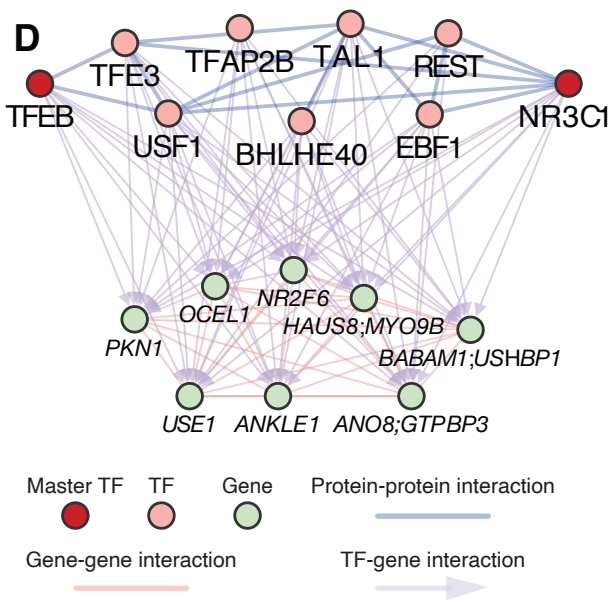 D
TFE3 TFAP2B TAL1 REST
TFEB USF1 BHLHE40 EBF1 NR3C1
OCEL1 NR2F6 HAUS8;MYO9B
PKN1 BABAM1;USHBP1
USE1 ANKLE1 ANO8;GTPBP3
Master TF TF Gene Protein-protein interaction
Gene-gene interaction TF-gene interaction